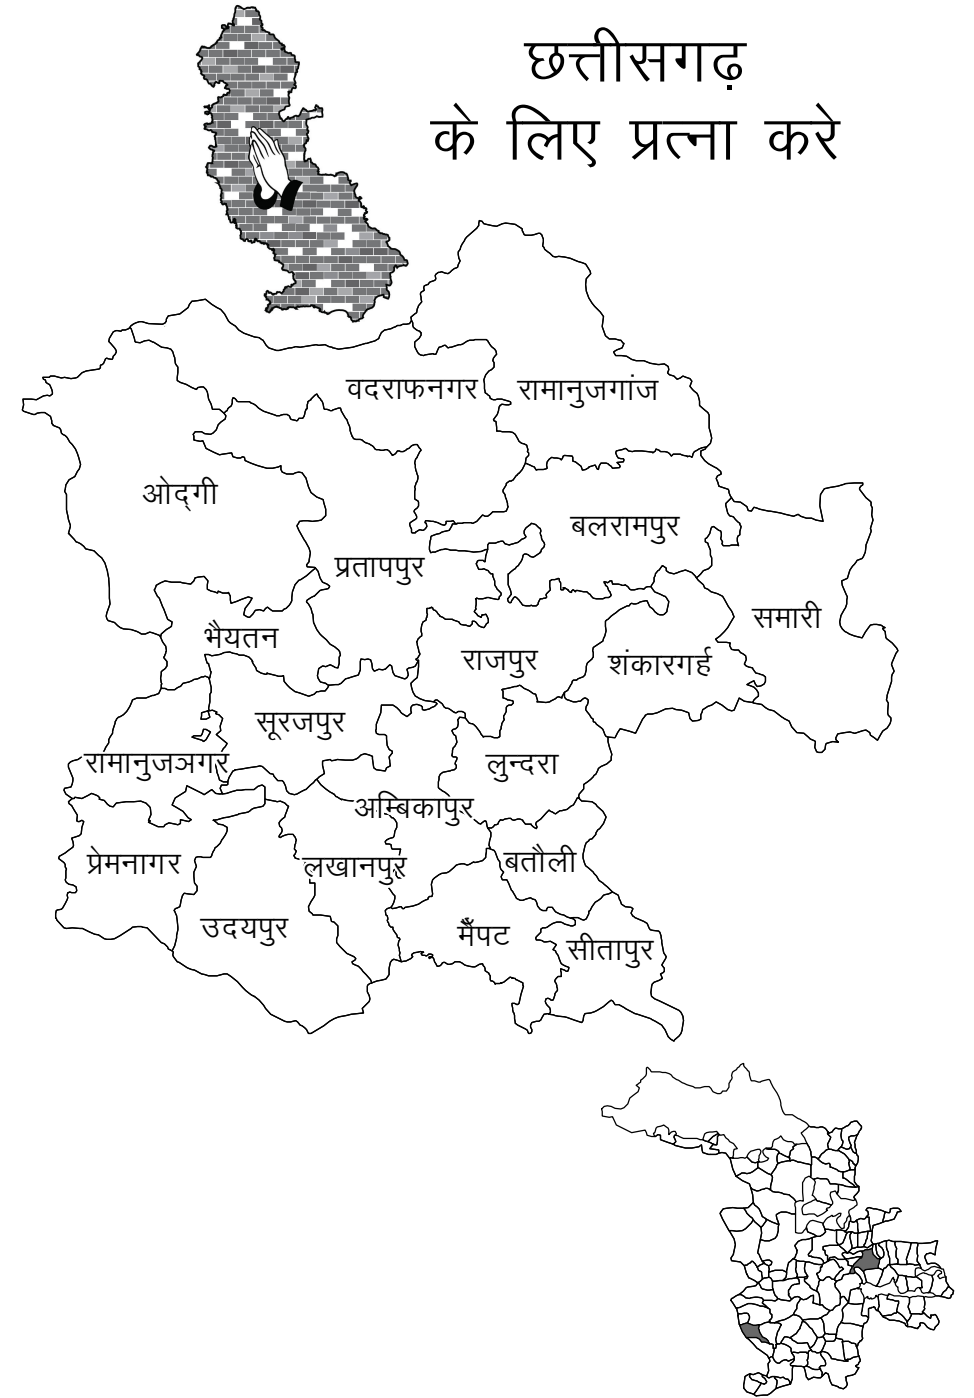 छत्तीसगढ़
के लिए प्रत्ना करे
वदराफनगर
रामानुजगांज
ओद्‌गी
बलरामपुर
प्रतापपुर
समारी
भैयतन
राजपुर
शंकारगर्ह
सूरजपुर
रामानुजञगर
लुन्दरा
अम्बिकापुर
प्रेमनागर
लखानपुर
बतौली
उदयपुर
मैंपट
सीतापुर